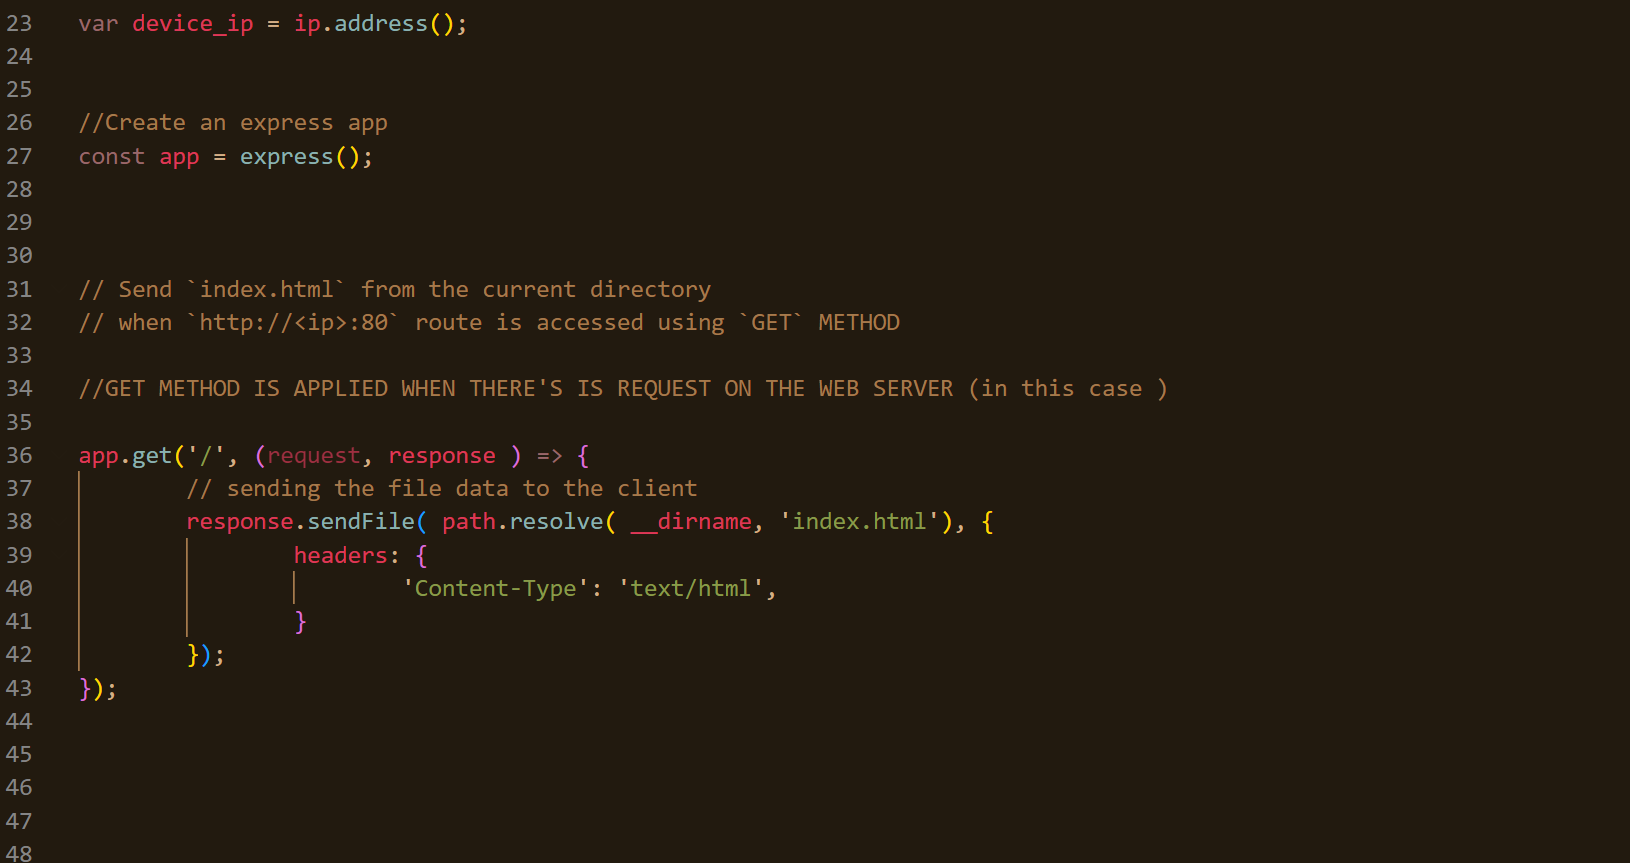 23 var device_ip = ip.address();
24
25
26 //Create an express app
27 const app = express();
28
29
30
31 // Send `index.html` from the current directory
32 // when `http://<ip>:80` route is accessed using `GET` METHOD
33
34 //GET METHOD IS APPLIED WHEN THERE'S IS REQUEST ON THE WEB SERVER (in this case )
35
36 app.get('/', (request, response ) => {
37 // sending the file data to the client
38 response.sendFile( path.resolve( __dirname, 'index.html'), {
39 headers: {
40 'Content-Type': 'text/html',
41 }
42 });
43 });
44
45
46
47
48